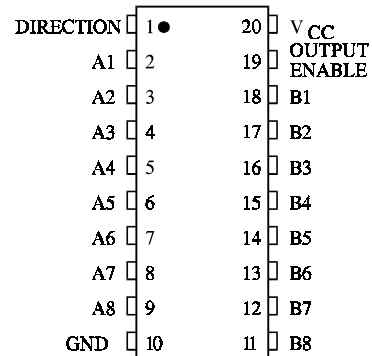 DIRECTION 1 20 VCC
A1 2 19 OUTPUT ENABLE
A2 3 18 B1
A3 4 17 B2
A4 5 16 B3
A5 6 15 B4
A6 7 14 B5
A7 8 13 B6
A8 9 12 B7
GND 10 11 B8